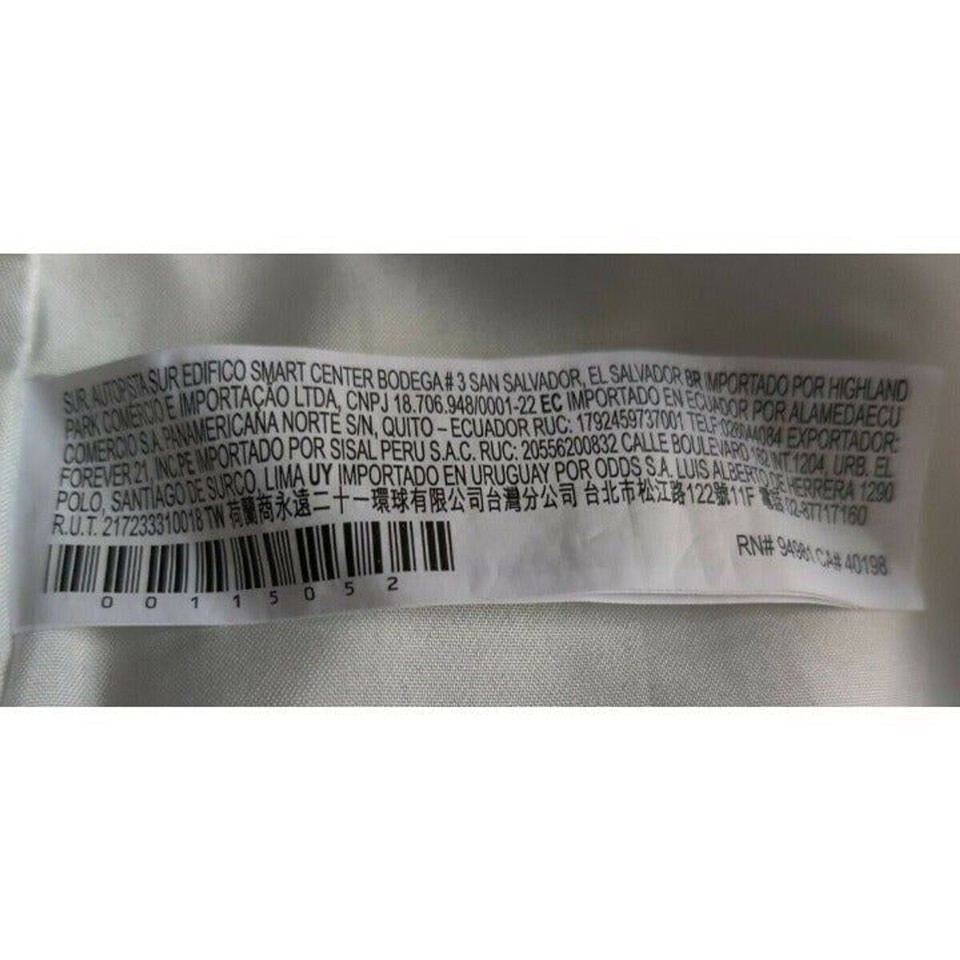 SUR, AUTOPISTA SUR EDIFICO SMART CENTER BODEGA # 3 SAN SALVADOR, EL SALVADOR BR IMPORTADO POR HIGHLAND
PARK COMERCIO E IMPORTAÇÃO LTDA, CNPJ 18.706.948/0001-22 EC IMPORTADO EN ECUADOR POR ALAMEDAECU
COMERCIO S.A. PANAMERICANA NORTE S/N, QUITO – ECUADOR RUC: 1792459737001 TELF: EXPORTADOR:
FOREVER 21, INC. PE IMPORTADO POR SISAL PERU S.A.C. RUC: 20556200832 CALLE BOULEVARD 182 INT. 1204, URB. EL
POLO, SANTIAGO DE SURCO, LIMA UY IMPORTADO EN URUGUAY POR ODDS S.A. LUIS ALBERTO DE HERRERA 1290
R.U.T. 217233310018 TW 荷蘭商永遠二十一環球有限公司台灣分公司 台北市松江路122號11F 電話 02-87717160
RN# 94981 CA# 40198
00115052